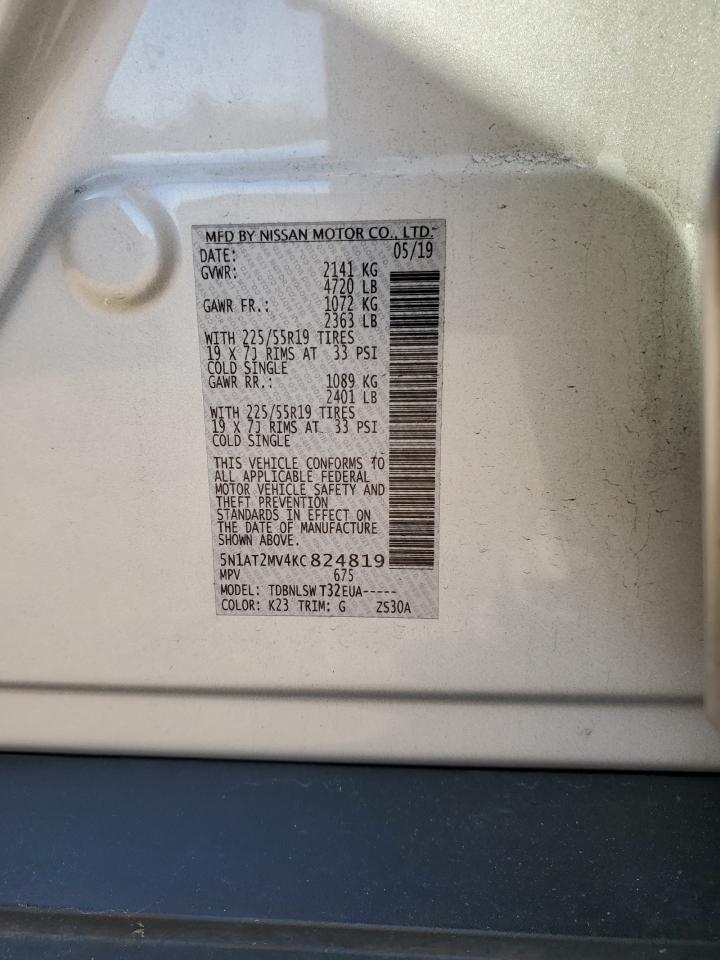 MFD BY NISSAN MOTOR CO., LTD.
DATE: 05/19
GVWR: 2141 KG
4720 LB
GAWR FR.: 1072 KG
2363 LB
WITH 225/55R19 TIRES
19 X 7J RIMS AT 33 PSI
COLD SINGLE
GAWR RR.: 1089 KG
2401 LB
WITH 225/55R19 TIRES
19 X 7J RIMS AT 33 PSI
COLD SINGLE
THIS VEHICLE CONFORMS TO
ALL APPLICABLE FEDERAL
MOTOR VEHICLE SAFETY AND
THEFT PREVENTION
STANDARDS IN EFFECT ON
THE DATE OF MANUFACTURE
SHOWN ABOVE.
5N1AT2MV4KC824819
MPV 675
MODEL: TDBNLSW T32EUA-----
COLOR: K23 TRIM: G ZS30A